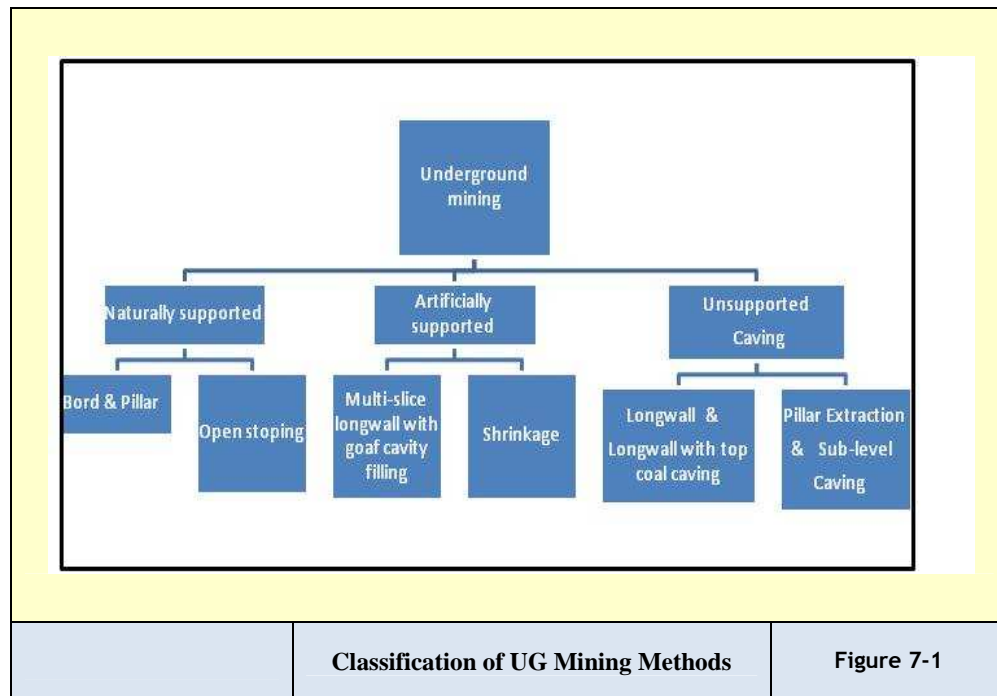 Underground
mining
Naturally supported
Artificially
supported
Unsupported
Caving
Bord & Pillar
Open stoping
Multi-slice
longwall with
goaf cavity
filling
Shrinkage
Longwall &
Longwall with top
coal caving
Pillar Extraction
& Sub-level
Caving
Classification of UG Mining Methods
Figure 7-1